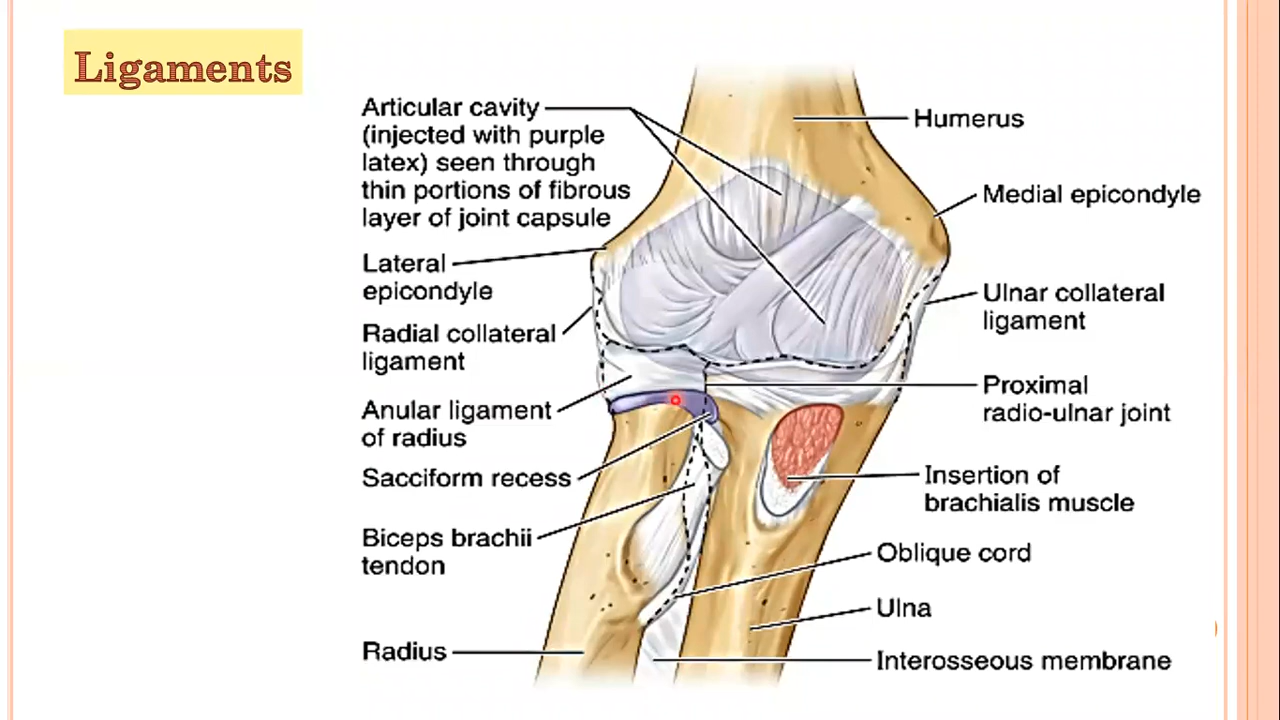 Ligaments
Articular cavity
(injected with purple
latex) seen through
thin portions of fibrous
layer of joint capsule
Lateral
epicondyle
Radial collateral
ligament
Anular ligament
of radius
Sacciform recess
Biceps brachii
tendon
Radius
Humerus
Medial epicondyle
Ulnar collateral
ligament
Proximal
radio-ulnar joint
Insertion of
brachialis muscle
Oblique cord
Ulna
Interosseous membrane